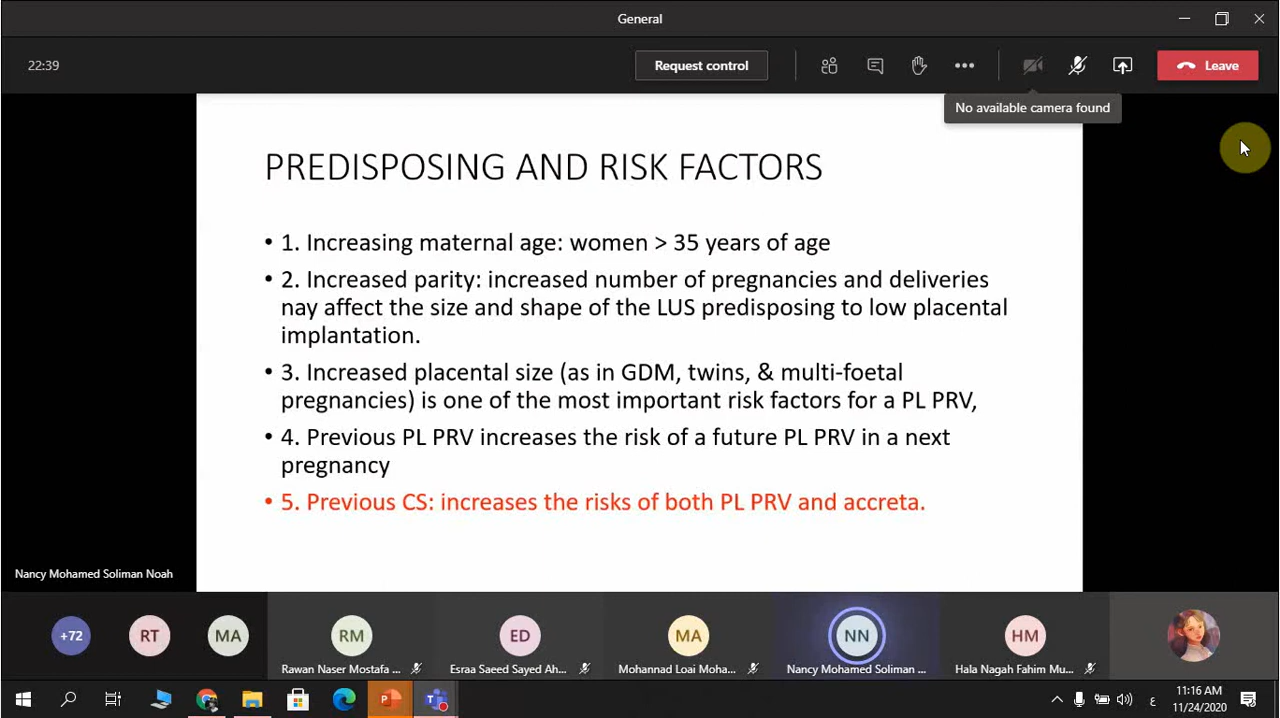 General
22:39
Request control
Leave
No available camera found
PREDISPOSING AND RISK FACTORS
• 1. Increasing maternal age: women > 35 years of age
• 2. Increased parity: increased number of pregnancies and deliveries
nay affect the size and shape of the LUS predisposing to low placental
implantation.
• 3. Increased placental size (as in GDM, twins, & multi-foetal
pregnancies) is one of the most important risk factors for a PL PRV,
• 4. Previous PL PRV increases the risk of a future PL PRV in a next
pregnancy
• 5. Previous CS: increases the risks of both PL PRV and accreta.
Nancy Mohamed Soliman Noah
+72
RT
MA
RM
ED
MA
NN
HM
Rawan Naser Mostafa ...
Esraa Saeed Sayed Ah...
Mohannad Loai Moha...
Nancy Mohamed Soliman ...
Hala Nagah Fahim Mu...
ع
11:16 AM
11/24/2020